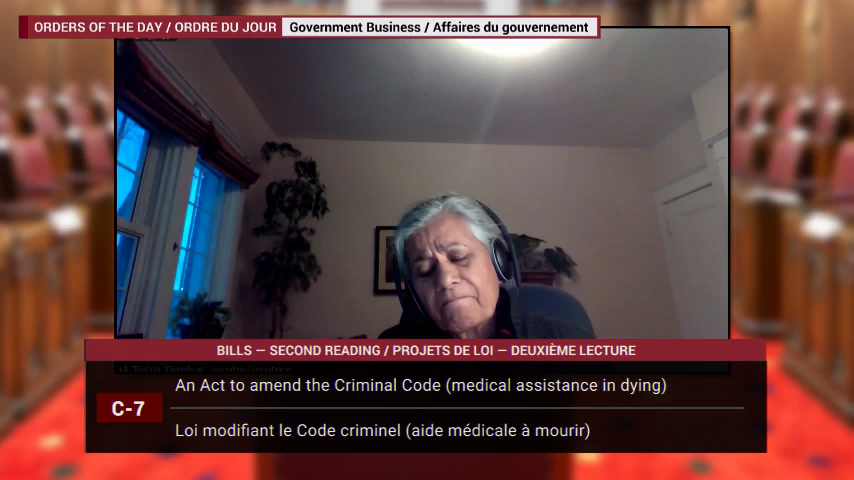 ORDERS OF THE DAY / ORDRE DU JOUR Government Business / Affaires du gouvernement
BILLS — SECOND READING / PROJETS DE LOI — DEUXIÈME LECTURE
An Act to amend the Criminal Code (medical assistance in dying)
C-7
Loi modifiant le Code criminel (aide médicale à mourir)